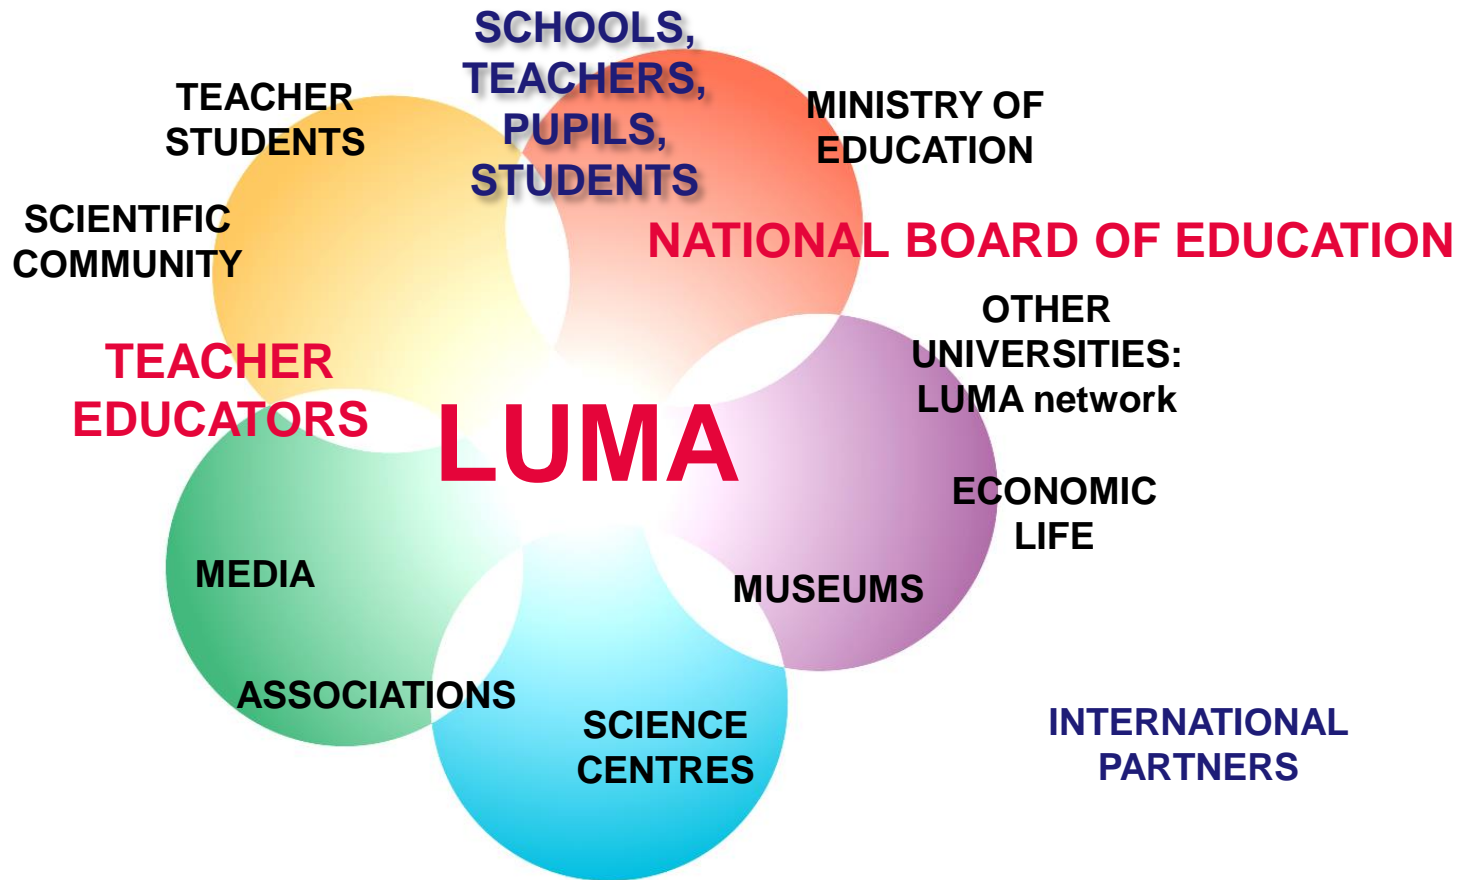 SCHOOLS,
TEACHERS,
PUPILS,
STUDENTS
TEACHER
STUDENTS
MINISTRY OF
EDUCATION
SCIENTIFIC
COMMUNITY
NATIONAL BOARD OF EDUCATION
OTHER
UNIVERSITIES:
LUMA network
TEACHER
EDUCATORS
LUMA
ECONOMIC
LIFE
MEDIA
MUSEUMS
ASSOCIATIONS
SCIENCE
CENTRES
INTERNATIONAL
PARTNERS